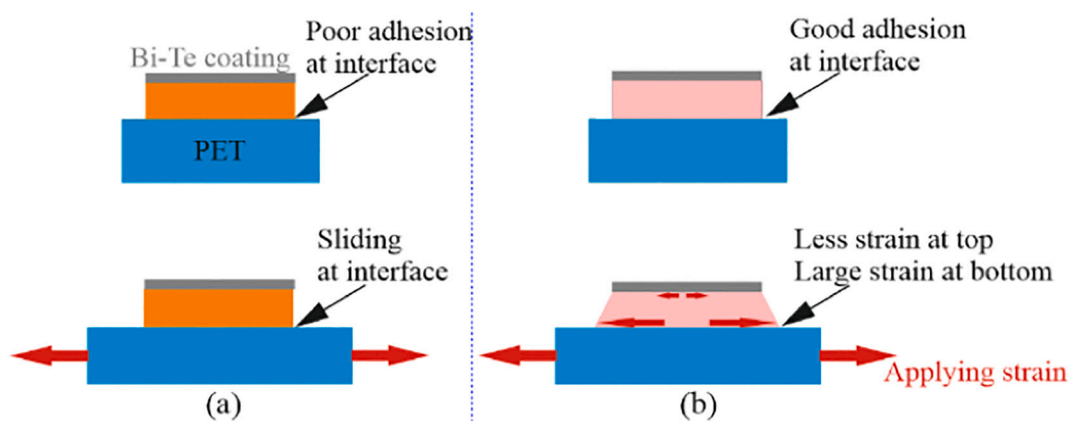 Poor adhesion
at interface
Bi-Te coating
PET
Sliding
at interface
(a)
Good adhesion
at interface
Less strain at top
Large strain at bottom
Applying strain
(b)